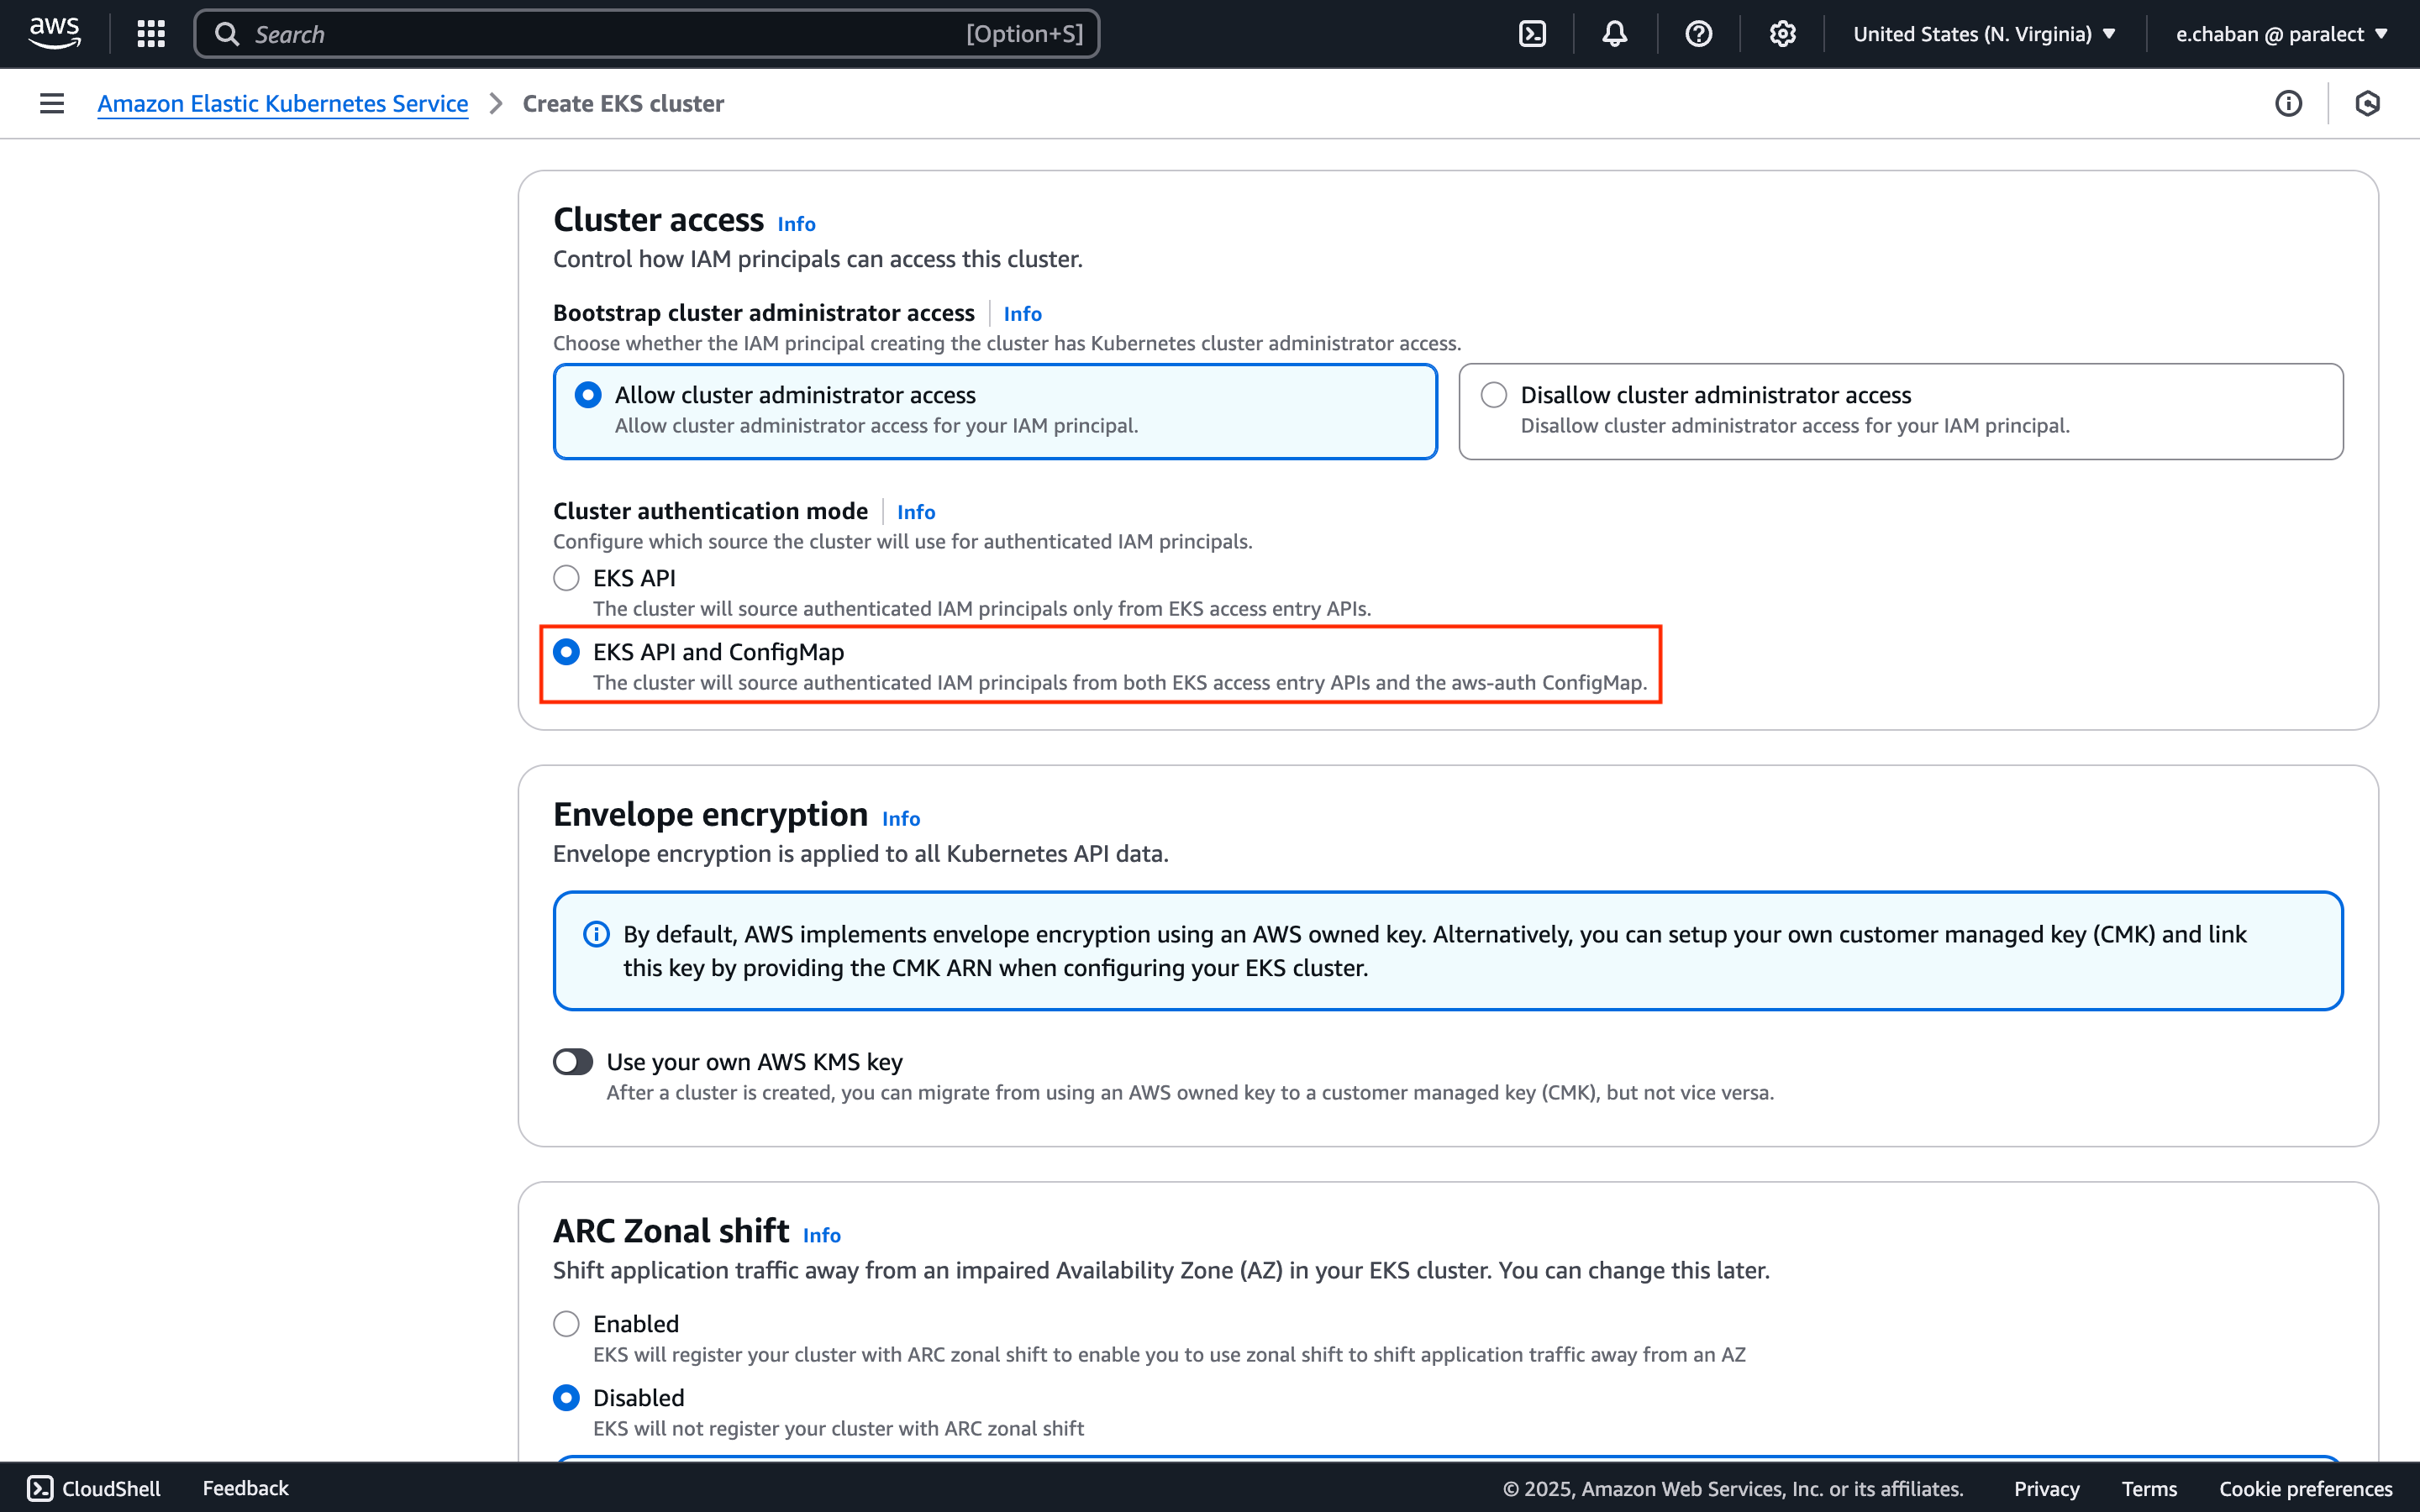 aws
Search
[Option+S]
United States (N. Virginia)
e.chaban @ paralect
Amazon Elastic Kubernetes Service
Create EKS cluster
Cluster access Info
Control how IAM principals can access this cluster.
Bootstrap cluster administrator access Info
Choose whether the IAM principal creating the cluster has Kubernetes cluster administrator access.
Allow cluster administrator access
Allow cluster administrator access for your IAM principal.
Disallow cluster administrator access
Disallow cluster administrator access for your IAM principal.
Cluster authentication mode Info
Configure which source the cluster will use for authenticated IAM principals.
EKS API
The cluster will source authenticated IAM principals only from EKS access entry APIs.
EKS API and ConfigMap
The cluster will source authenticated IAM principals from both EKS access entry APIs and the aws-auth ConfigMap.
Envelope encryption Info
Envelope encryption is applied to all Kubernetes API data.
By default, AWS implements envelope encryption using an AWS owned key. Alternatively, you can setup your own customer managed key (CMK) and link
this key by providing the CMK ARN when configuring your EKS cluster.
Use your own AWS KMS key
After a cluster is created, you can migrate from using an AWS owned key to a customer managed key (CMK), but not vice versa.
ARC Zonal shift Info
Shift application traffic away from an impaired Availability Zone (AZ) in your EKS cluster. You can change this later.
Enabled
EKS will register your cluster with ARC zonal shift to enable you to use zonal shift to shift application traffic away from an AZ
Disabled
EKS will not register your cluster with ARC zonal shift
CloudShell
Feedback
© 2025, Amazon Web Services, Inc. or its affiliates.
Privacy
Terms
Cookie preferences